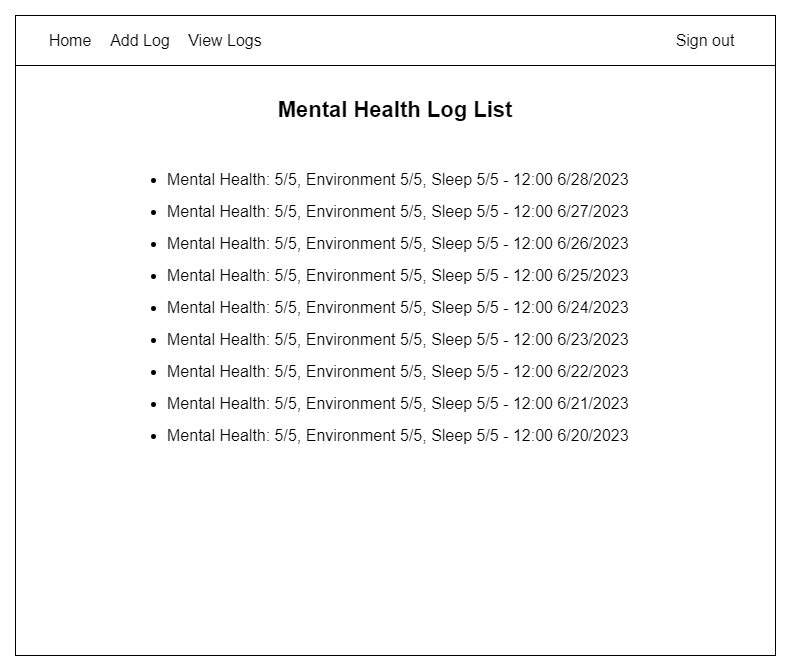 Home Add Log View Logs Sign out
Mental Health Log List
• Mental Health: 5/5, Environment 5/5, Sleep 5/5 - 12:00 6/28/2023
• Mental Health: 5/5, Environment 5/5, Sleep 5/5 - 12:00 6/27/2023
• Mental Health: 5/5, Environment 5/5, Sleep 5/5 - 12:00 6/26/2023
• Mental Health: 5/5, Environment 5/5, Sleep 5/5 - 12:00 6/25/2023
• Mental Health: 5/5, Environment 5/5, Sleep 5/5 - 12:00 6/24/2023
• Mental Health: 5/5, Environment 5/5, Sleep 5/5 - 12:00 6/23/2023
• Mental Health: 5/5, Environment 5/5, Sleep 5/5 - 12:00 6/22/2023
• Mental Health: 5/5, Environment 5/5, Sleep 5/5 - 12:00 6/21/2023
• Mental Health: 5/5, Environment 5/5, Sleep 5/5 - 12:00 6/20/2023